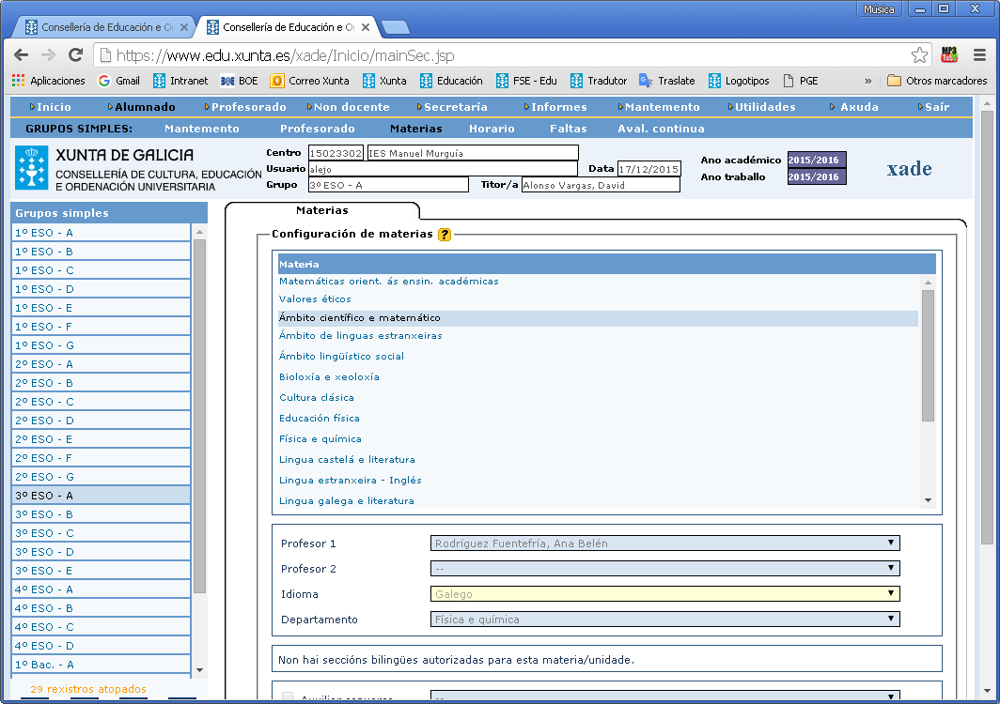 Música
Consellería de Educación e O
Consellería de Educación e O
https://www.edu.xunta.es/xade/Inicio/mainSec.jsp
Aplicaciones Gmail Intranet BOE Correo Xunta Xunta Educación FSE - Edu Tradutor Translate Logotipos PGE » Otros marcadores
Inicio Alumnado Profesorado Non docente Secretaría Informes Mantemento Utilidades Axuda Saír
GRUPOS SIMPLES: Mantemento Profesorado Materias Horario Faltas Aval. continua
XUNTA DE GALICIA
CONSELLERÍA DE CULTURA, EDUCACIÓN
E ORDENACIÓN UNIVERSITARIA
Centro 15023302 IES Manuel Murguía
Usuario alejo Data 17/12/2015
Grupo 3º ESO - A Titor/a Alonso Vargas, David
Ano académico 2015/2016
Ano traballo 2015/2016
xade
Grupos simples
1º ESO - A
1º ESO - B
1º ESO - C
1º ESO - D
1º ESO - E
1º ESO - F
1º ESO - G
2º ESO - A
2º ESO - B
2º ESO - C
2º ESO - D
2º ESO - E
2º ESO - F
2º ESO - G
3º ESO - A
3º ESO - B
3º ESO - C
3º ESO - D
3º ESO - E
4º ESO - A
4º ESO - B
4º ESO - C
4º ESO - D
1º Bac. - A
29 rexistros atopados
Materias
Configuración de materias ?
Materia
Matemáticas orient. ás ensin. académicas
Valores éticos
Ámbito científico e matemático
Ámbito de linguas estranxeiras
Ámbito lingüístico social
Bioloxía e xeoloxía
Cultura clásica
Educación física
Física e química
Lingua castelá e literatura
Lingua estranxeira - Inglés
Lingua galega e literatura
Profesor 1 Rodríguez Fuentefría, Ana Belén
Profesor 2 --
Idioma Galego
Departamento Física e química
Non hai seccións bilingües autorizadas para esta materia/unidade.